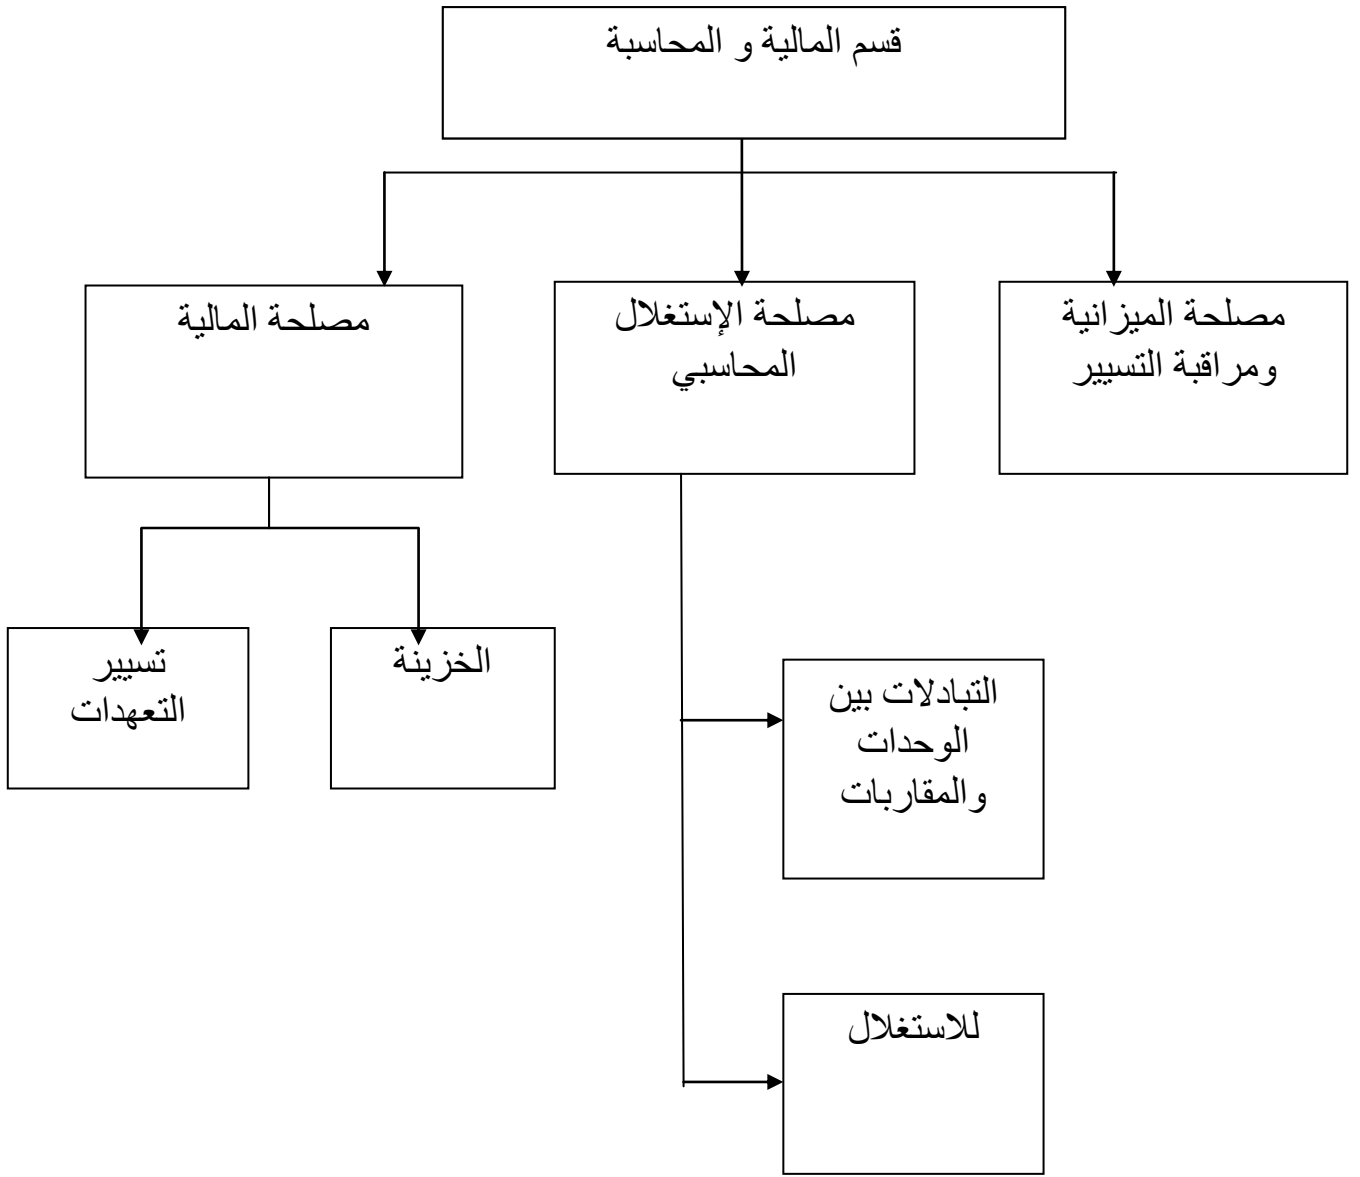 قسم المالية و المحاسبة
مصلحة الميزانية
ومراقبة التسيير
مصلحة الإستغلال
المحاسبي
مصلحة المالية
الخزينة
تسيير
التعهدات
التبادلات بين
الوحدات
والمقاربات
للاستغلال